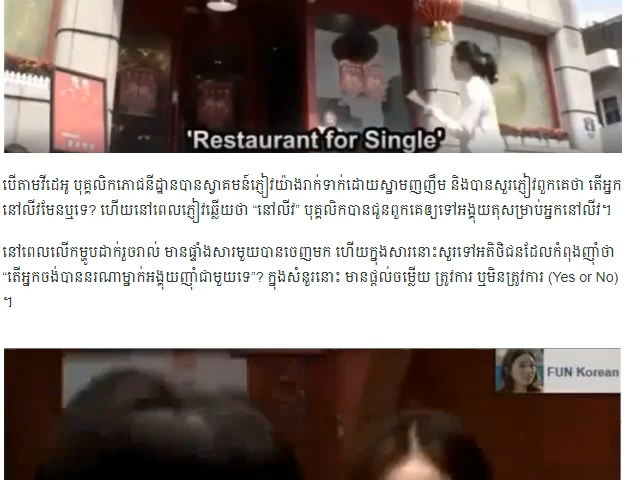 'Restaurant for Single'
បើតាមវីដេអូ បុគ្គលិកភោជនីដ្ឋានបានស្វាគមន៍ភ្ញៀវយ៉ាងរាក់ទាក់ដោយស្នាមញញឹម និងបានសួរភ្ញៀវពួកគេថា តើអ្នក
នៅលីវមែនឬទេ? ហើយនៅពេលភ្ញៀវឆ្លើយថា “នៅលីវ” បុគ្គលិកបានជូនពួកគេឲ្យទៅអង្គុយតុសម្រាប់អ្នកនៅលីវ។
នៅពេលលើកម្ហូបដាក់រួចរាល់ មានផ្ទាំងសារមួយបានចេញមក ហើយក្នុងសារនោះសួរទៅអតិថិជនដែលកំពុងញ៉ាំថា
“តើអ្នកចង់បាននរណាម្នាក់អង្គុយញ៉ាំជាមួយទេ”? ក្នុងសំនួរនោះ មានផ្ដល់ចម្លើយ ត្រូវការ ឬមិនត្រូវការ (Yes or No)
។
FUN Korean